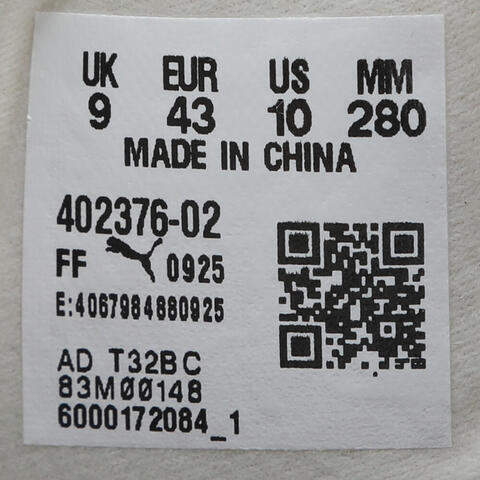 UK EUR US MM
9 43 10 280
MADE IN CHINA
402376-02
FF 0925
E:4067984880925
AD T32BC
83M00148
6000172084_1